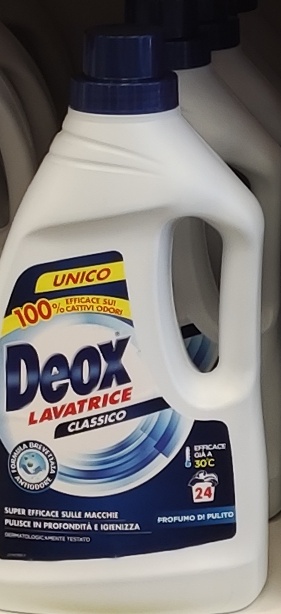 UNICO
100% EFFICACE SUI
CATTIVI ODORI
Deox
LAVATRICE
CLASSICO
FORMULA BREVETTATA
ANTIODORE
EFFICACE
GIÀ A
30°C
24
SUPER EFFICACE SULLE MACCHIE
PULISCE IN PROFONDITÀ E IGIENIZZA
DERMATOLOGICAMENTE TESTATO
PROFUMO DI PULITO